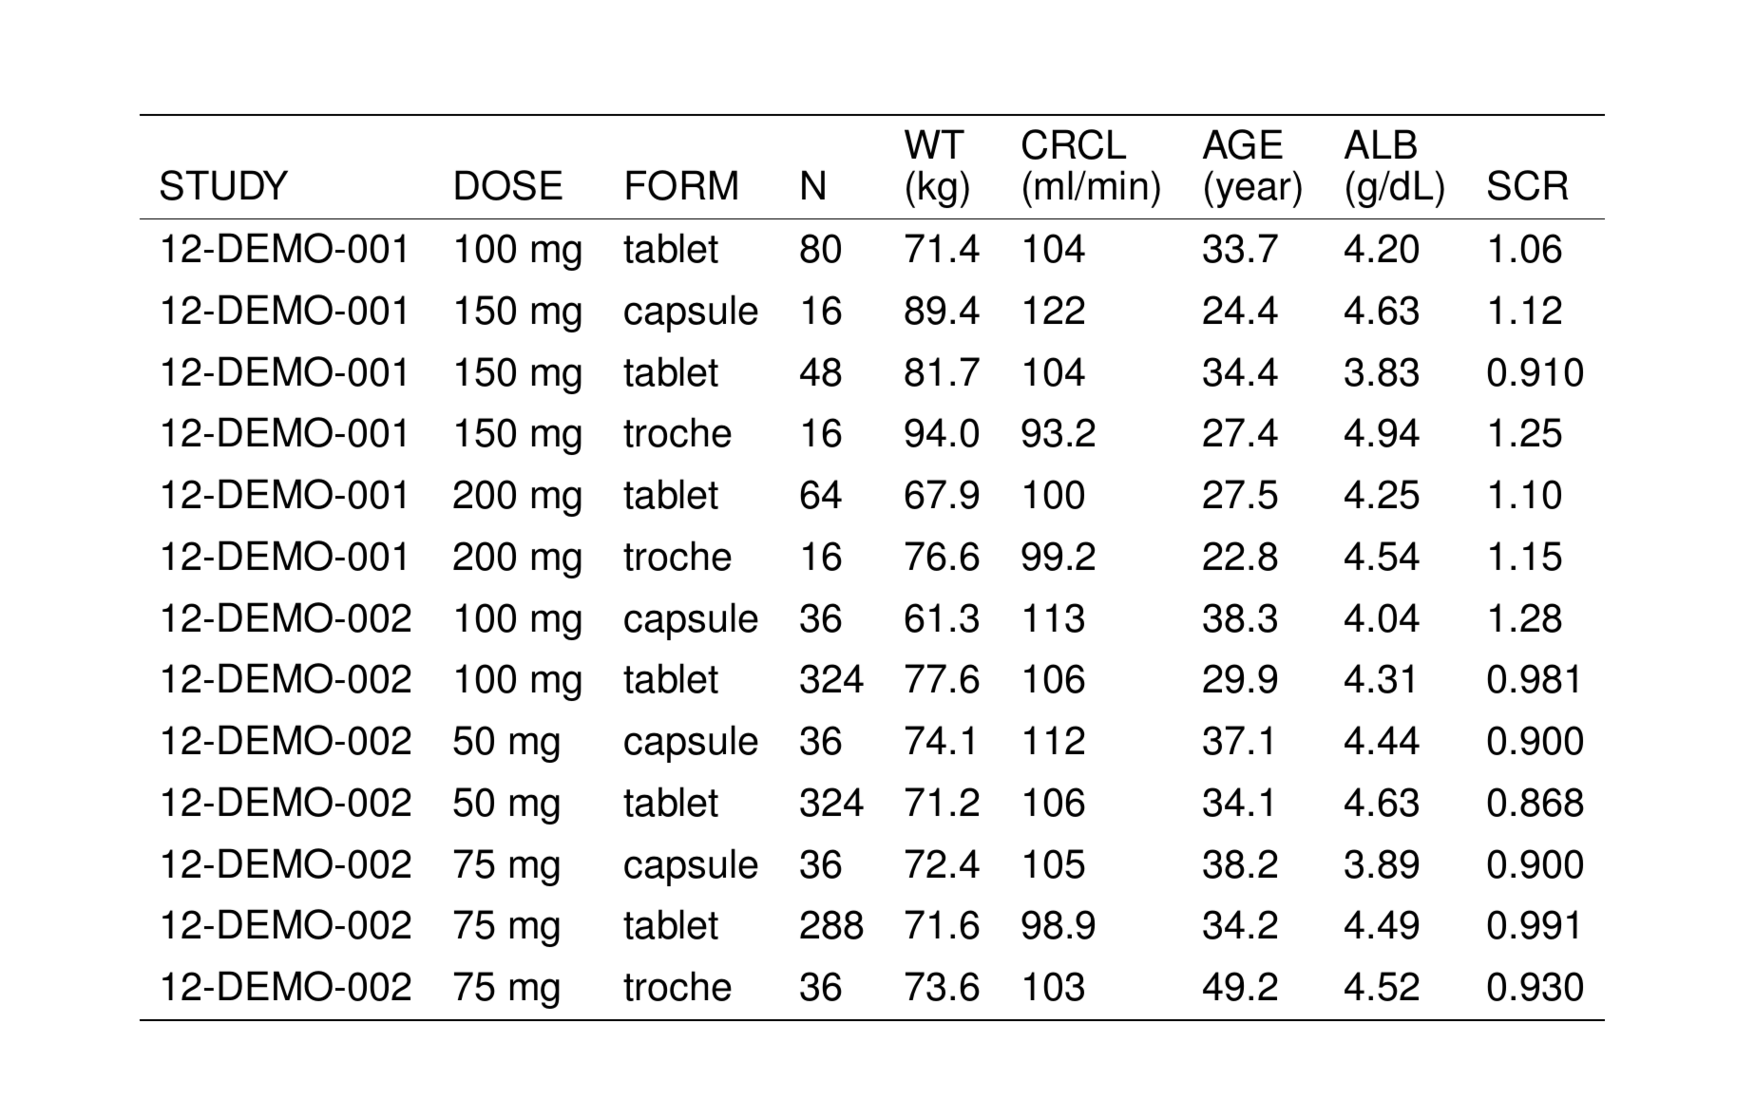 WT CRCL AGE ALB
STUDY DOSE FORM N (kg) (ml/min) (year) (g/dL) SCR
12-DEMO-001 100 mg tablet 80 71.4 104 33.7 4.20 1.06
12-DEMO-001 150 mg capsule 16 89.4 122 24.4 4.63 1.12
12-DEMO-001 150 mg tablet 48 81.7 104 34.4 3.83 0.910
12-DEMO-001 150 mg troche 16 94.0 93.2 27.4 4.94 1.25
12-DEMO-001 200 mg tablet 64 67.9 100 27.5 4.25 1.10
12-DEMO-001 200 mg troche 16 76.6 99.2 22.8 4.54 1.15
12-DEMO-002 100 mg capsule 36 61.3 113 38.3 4.04 1.28
12-DEMO-002 100 mg tablet 324 77.6 106 29.9 4.31 0.981
12-DEMO-002 50 mg capsule 36 74.1 112 37.1 4.44 0.900
12-DEMO-002 50 mg tablet 324 71.2 106 34.1 4.63 0.868
12-DEMO-002 75 mg capsule 36 72.4 105 38.2 3.89 0.900
12-DEMO-002 75 mg tablet 288 71.6 98.9 34.2 4.49 0.991
12-DEMO-002 75 mg troche 36 73.6 103 49.2 4.52 0.930